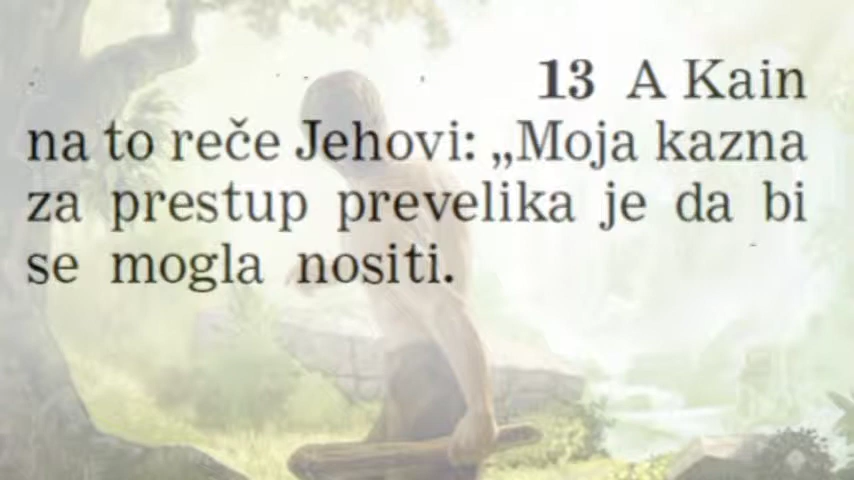 13 A Kain
na to reče Jehovi: „Moja kazna
za prestup prevelika je da bi
se mogla nositi.